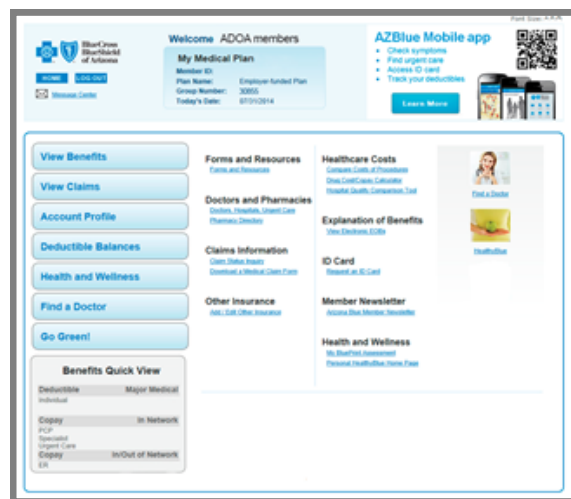 Font Size: A A A
BlueCross
BlueShield
of Arizona
HOME
LOG OUT
Message Center
Welcome ADOA members
My Medical Plan
Member ID:
Plan Name: Employer-funded Plan
Group Number: 30855
Today's Date: 07/31/2014
AZBlue Mobile app
• Check symptoms
• Find urgent care
• Access ID card
• Track your deductibles
Learn More
View Benefits
View Claims
Account Profile
Deductible Balances
Health and Wellness
Find a Doctor
Go Green!
Benefits Quick View
Deductible Major Medical
Individual
Copay In Network
PCP
Specialist
Urgent Care
Copay In/Out of Network
ER
Forms and Resources
Forms and Resources
Doctors and Pharmacies
Doctors, Hospitals, Urgent Care
Pharmacy Directory
Claims Information
Claim Status Inquiry
Download a Medical Claim Form
Other Insurance
Add / Edit Other Insurance
Healthcare Costs
Compare Costs of Procedures
Drug Cost/Copay Calculator
Hospital Quality Comparison Tool
Explanation of Benefits
View Electronic EOBs
ID Card
Request an ID Card
Member Newsletter
Arizona Blue Member Newsletter
Health and Wellness
My BluePrint Assessment
Personal HealthyBlue Home Page
Find a Doctor
HealthyBlue